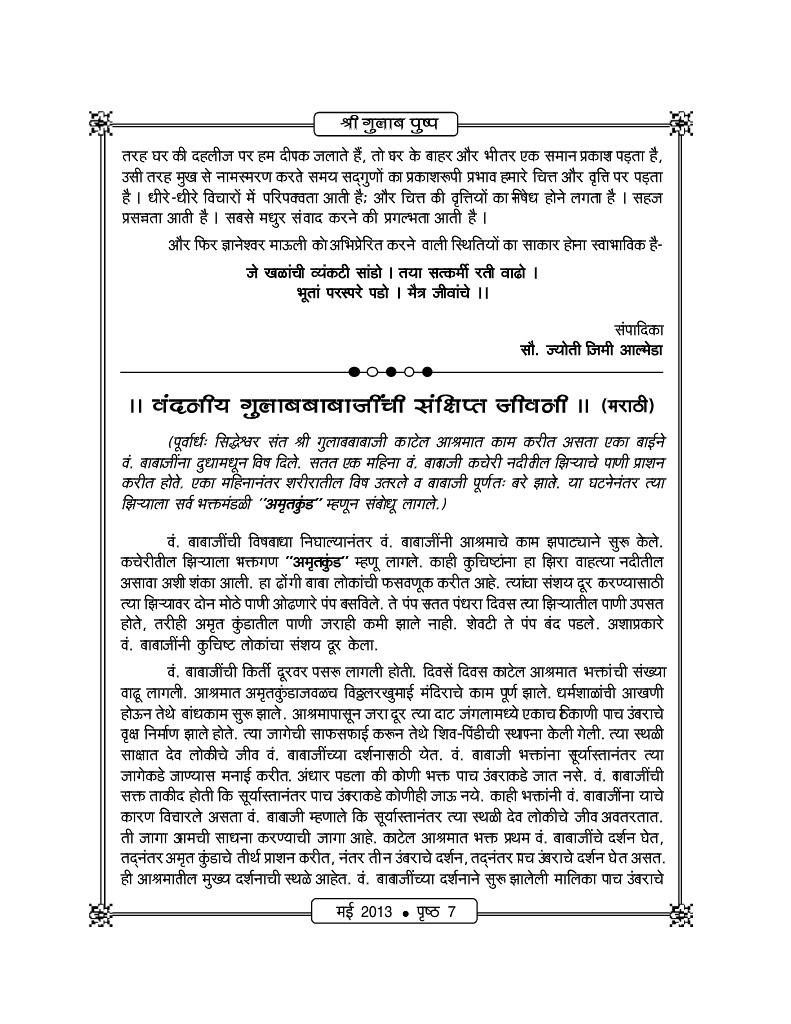 श्री गुलाब पुष्प
तरह घर की दहलीज पर हम दीपक जलाते हैं, तो घर के बाहर और भीतर एक समान प्रकाश पड़ता है,
उसी तरह मुख से नामस्मरण करते समय सद्‌गुणों का प्रकाशरूपी प्रभाव हमारे चित्त और वृत्ति पर पड़ता
है । धीरे-धीरे विचारों में परिपक्वता आती है; और चित्त की वृत्तियों का निषेध होने लगता है । सहज
प्रसन्नता आती है । सबसे मधुर संवाद करने की प्रगल्भता आती है ।
और फिर ज्ञानेश्वर माऊली को अभिप्रेरित करने वाली स्थितियों का साकार होना स्वाभाविक है-
जे खळांची व्यंकटी सांडो । तया सत्कर्मी रती वाढो ।
भूतां परस्परे पडो । मैत्र जीवांचे ।।
संपादिका
सौ. ज्योती जिमी आल्मेडा
।। वंदनीय गुलाबबाबाजींची संक्षिप्त जीवनी ।। (मराठी)
(पूर्वार्धः सिद्धेश्वर संत श्री गुलाबबाबाजी काटेल आश्रमात काम करीत असता एका बाईने
वं. बाबाजींना दुधामधून विष दिले. सतत एक महिना वं. बाबाजी कचेरी नदीतील झिऱ्याचे पाणी प्राशन
करीत होते. एका महिनानंतर शरीरातील विष उतरले व बाबाजी पूर्णतः बरे झाले. या घटनेनंतर त्या
झिऱ्याला सर्व भक्तमंडळी ‘‘अमृतकुंड’’ म्हणून संबोधू लागले.)
वं. बाबाजींची विषबाधा निघाल्यानंतर वं. बाबाजींनी आश्रमाचे काम झपाट्याने सुरू केले.
कचेरीतील झिऱ्याला भक्तगण ‘‘अमृतकुंड’’ म्हणू लागले. काही कुचिष्टांना हा झिरा वाहत्या नदीतील
असावा अशी शंका आली. हा ढोंगी बाबा लोकांची फसवणूक करीत आहे. त्यांचा संशय दूर करण्यासाठी
त्या झिऱ्यावर दोन मोठे पाणी ओढणारे पंप बसविले. ते पंप सतत पंधरा दिवस त्या झिऱ्यातील पाणी उपसत
होते, तरीही अमृत कुंडातील पाणी जराही कमी झाले नाही. शेवटी ते पंप बंद पडले. अशाप्रकारे
वं. बाबाजींनी कुचिष्ट लोकांचा संशय दूर केला.
वं. बाबाजींची किर्ती दूरवर पसरू लागली होती. दिवसें दिवस काटेल आश्रमात भक्तांची संख्या
वाढू लागली. आश्रमात अमृतकुंडाजवळच विठ्ठलरखुमाई मंदिराचे काम पूर्ण झाले. धर्मशाळांची आखणी
होऊन तेथे बांधकाम सुरू झाले. आश्रमापासून जरा दूर त्या दाट जंगलामध्ये एकाच ठिकाणी पाच उंबराचे
वृक्ष निर्माण झाले होते. त्या जागेची साफसफाई करून तेथे शिव-पिंडीची स्थापना केली गेली. त्या स्थळी
साक्षात देव लोकीचे जीव वं. बाबाजींच्या दर्शनासाठी येत. वं. बाबाजी भक्तांना सूर्यास्तानंतर त्या
जागेकडे जाण्यास मनाई करीत. अंधार पडला की कोणी भक्त पाच उंबराकडे जात नसे. वं. बाबाजींची
सक्त ताकीद होती कि सूर्यास्तानंतर पाच उंबराकडे कोणीही जाऊ नये. काही भक्तांनी वं. बाबाजींना याचे
कारण विचारले असता वं. बाबाजी म्हणाले कि सूर्यास्तानंतर त्या स्थळी देव लोकीचे जीव अवतरतात.
ती जागा आमची साधना करण्याची जागा आहे. काटेल आश्रमात भक्त प्रथम वं. बाबाजींचे दर्शन घेत,
तद्‌नंतर अमृत कुंडाचे तीर्थ प्राशन करीत, नंतर तीन उंबराचे दर्शन, तद्‌नंतर पाच उंबराचे दर्शन घेत असत.
ही आश्रमातील मुख्य दर्शनाची स्थळे आहेत. वं. बाबाजींच्या दर्शनाने सुरू झालेली मालिका पाच उंबराचे
मई 2013 ● पृष्ठ 7